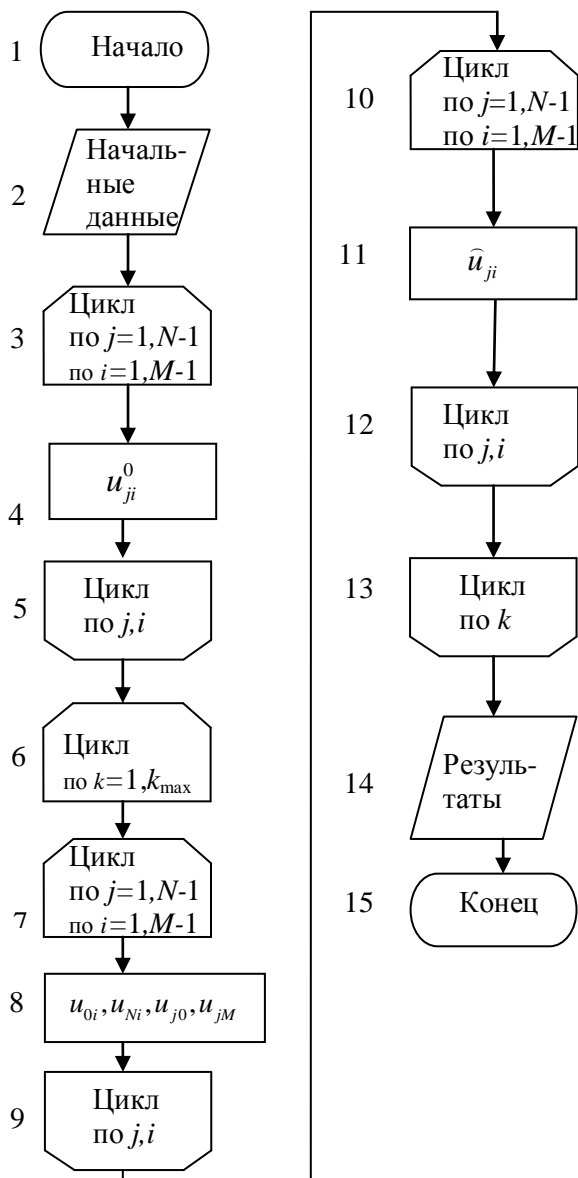 1
Начало
2
Началь-
ные
данные
3
Цикл
по j=1,N-1
по i=1,M-1
4
u⁰ⱼᵢ
5
Цикл
по j,i
6
Цикл
по k=1,kmax
7
Цикл
по j=1,N-1
по i=1,M-1
8
u₀ᵢ,u_Nᵢ,uⱼ₀,uⱼ_M
9
Цикл
по j,i
10
Цикл
по j=1,N-1
по i=1,M-1
11
û_ji
12
Цикл
по j,i
13
Цикл
по k
14
Резуль-
таты
15
Конец